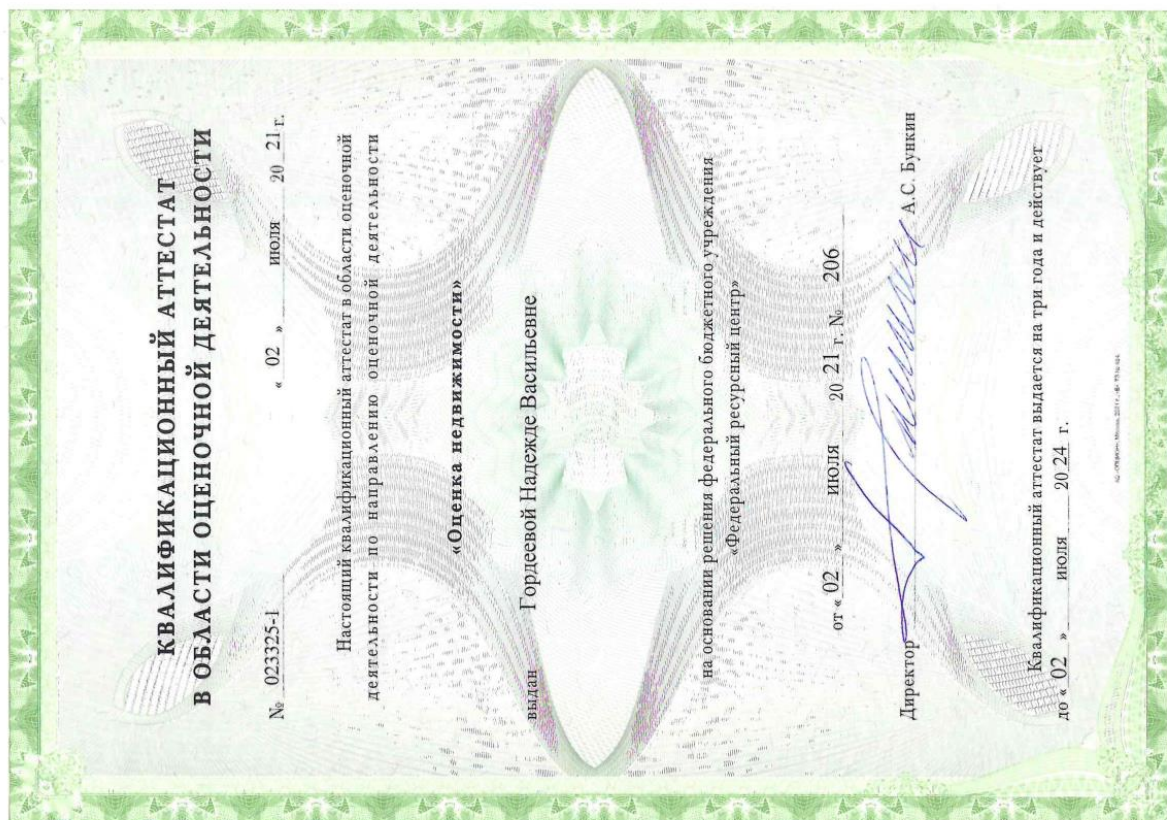 КВАЛИФИКАЦИОННЫЙ АТТЕСТАТ
В ОБЛАСТИ ОЦЕНОЧНОЙ ДЕЯТЕЛЬНОСТИ
№ 023325-1 « 02 » июля 20 21 г.
Настоящий квалификационный аттестат в области оценочной
деятельности по направлению оценочной деятельности
«Оценка недвижимости»
выдан Гордеевой Надежде Васильевне
на основании решения федерального бюджетного учреждения
«Федеральный ресурсный центр»
от « 02 » июля 20 21 г. № 206
Директор А.С. Бункин
Квалификационный аттестат выдается на три года и действует
до « 02 » июля 20 24 г.